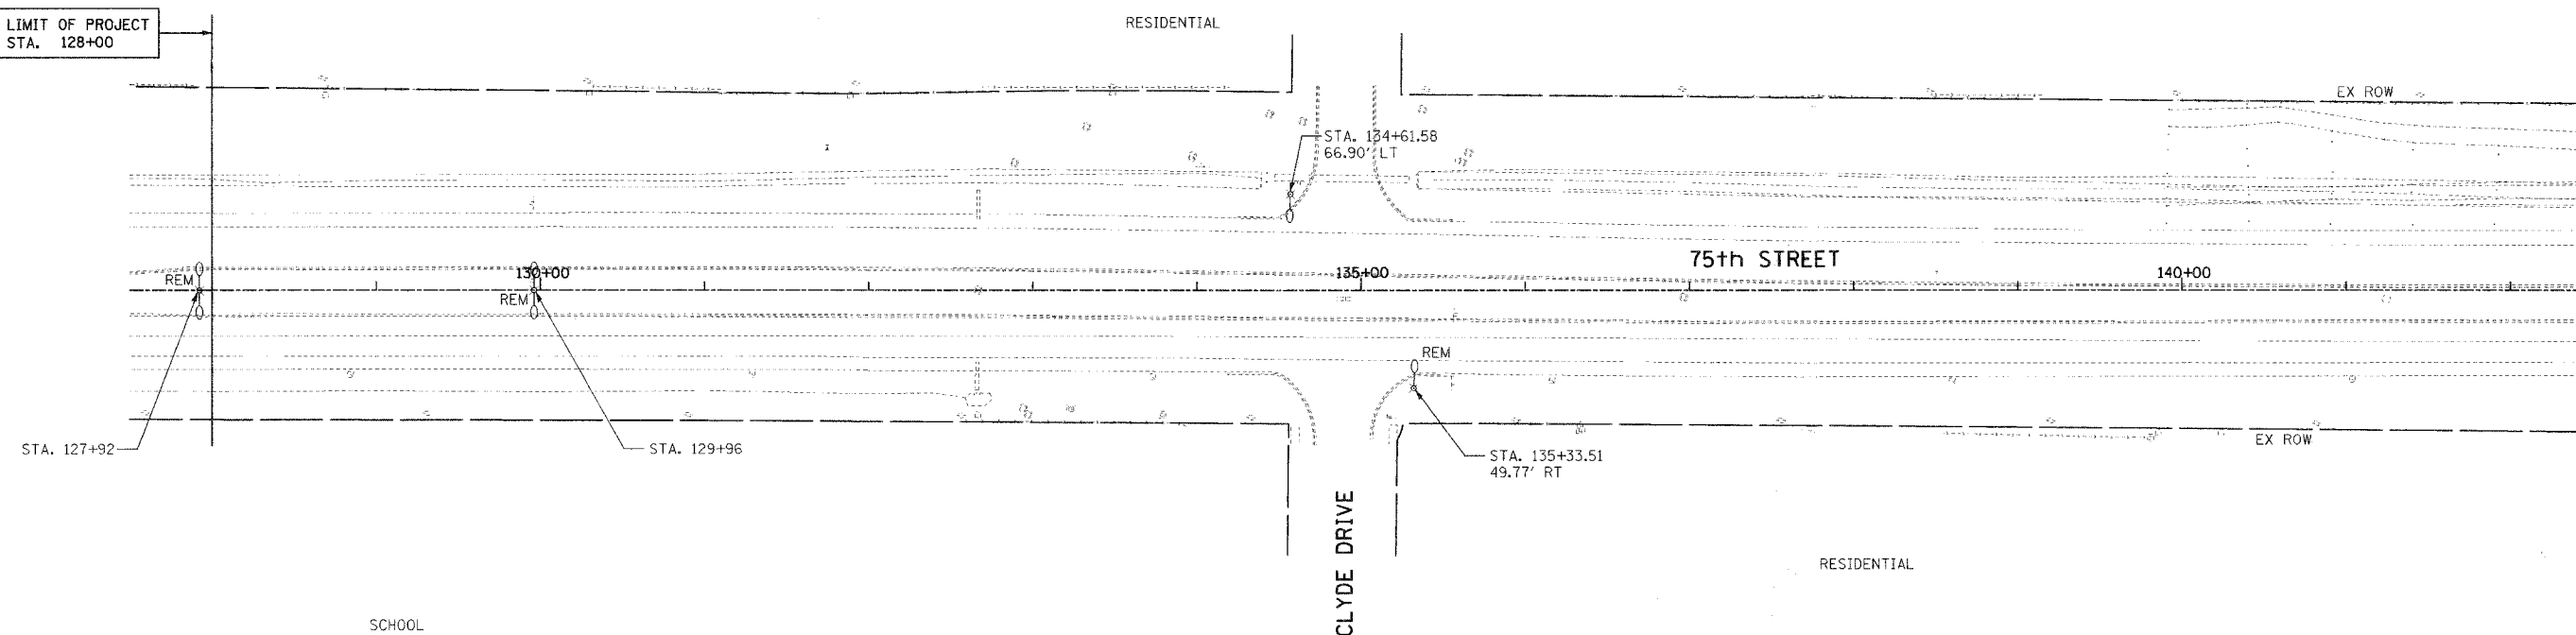 LIMIT OF PROJECT
STA. 128+00
RESIDENTIAL
EX ROW
STA. 134+61.58
66.90' LT
75th STREET
REM
130+00
135+00
140+00
REM
REM
STA. 127+92
STA. 129+96
STA. 135+33.51
49.77' RT
EX ROW
CLYDE DRIVE
RESIDENTIAL
SCHOOL